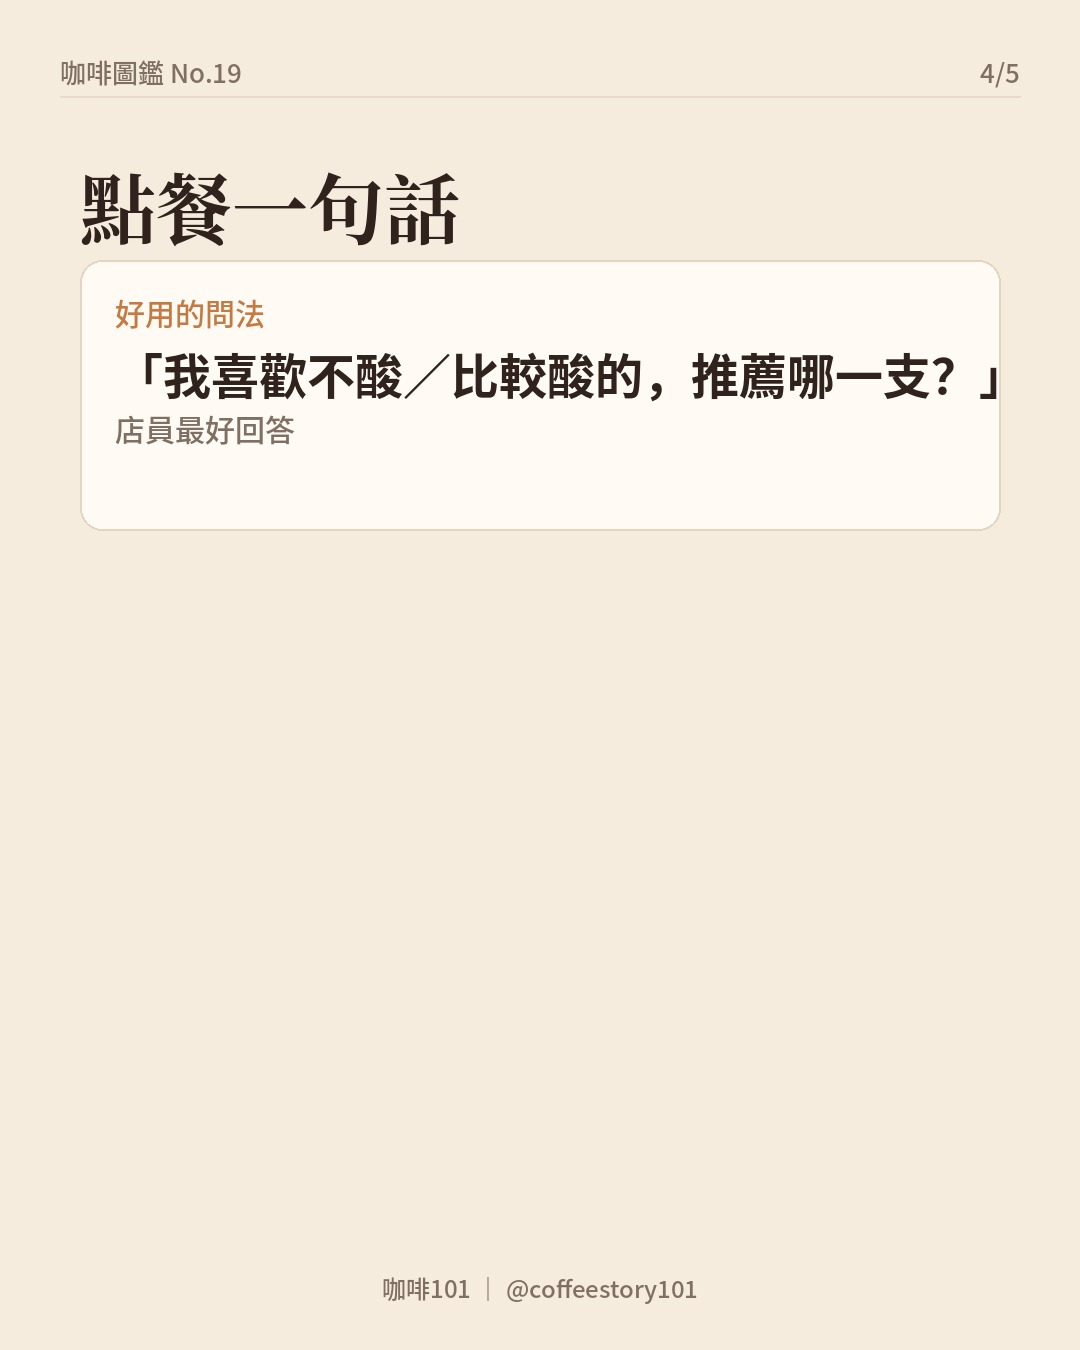 咖啡圖鑑 No.19
4/5
點餐一句話
好用的問法
「我喜歡不酸／比較酸的，推薦哪一支？」
店員最好回答
咖啡101｜@coffeestory101